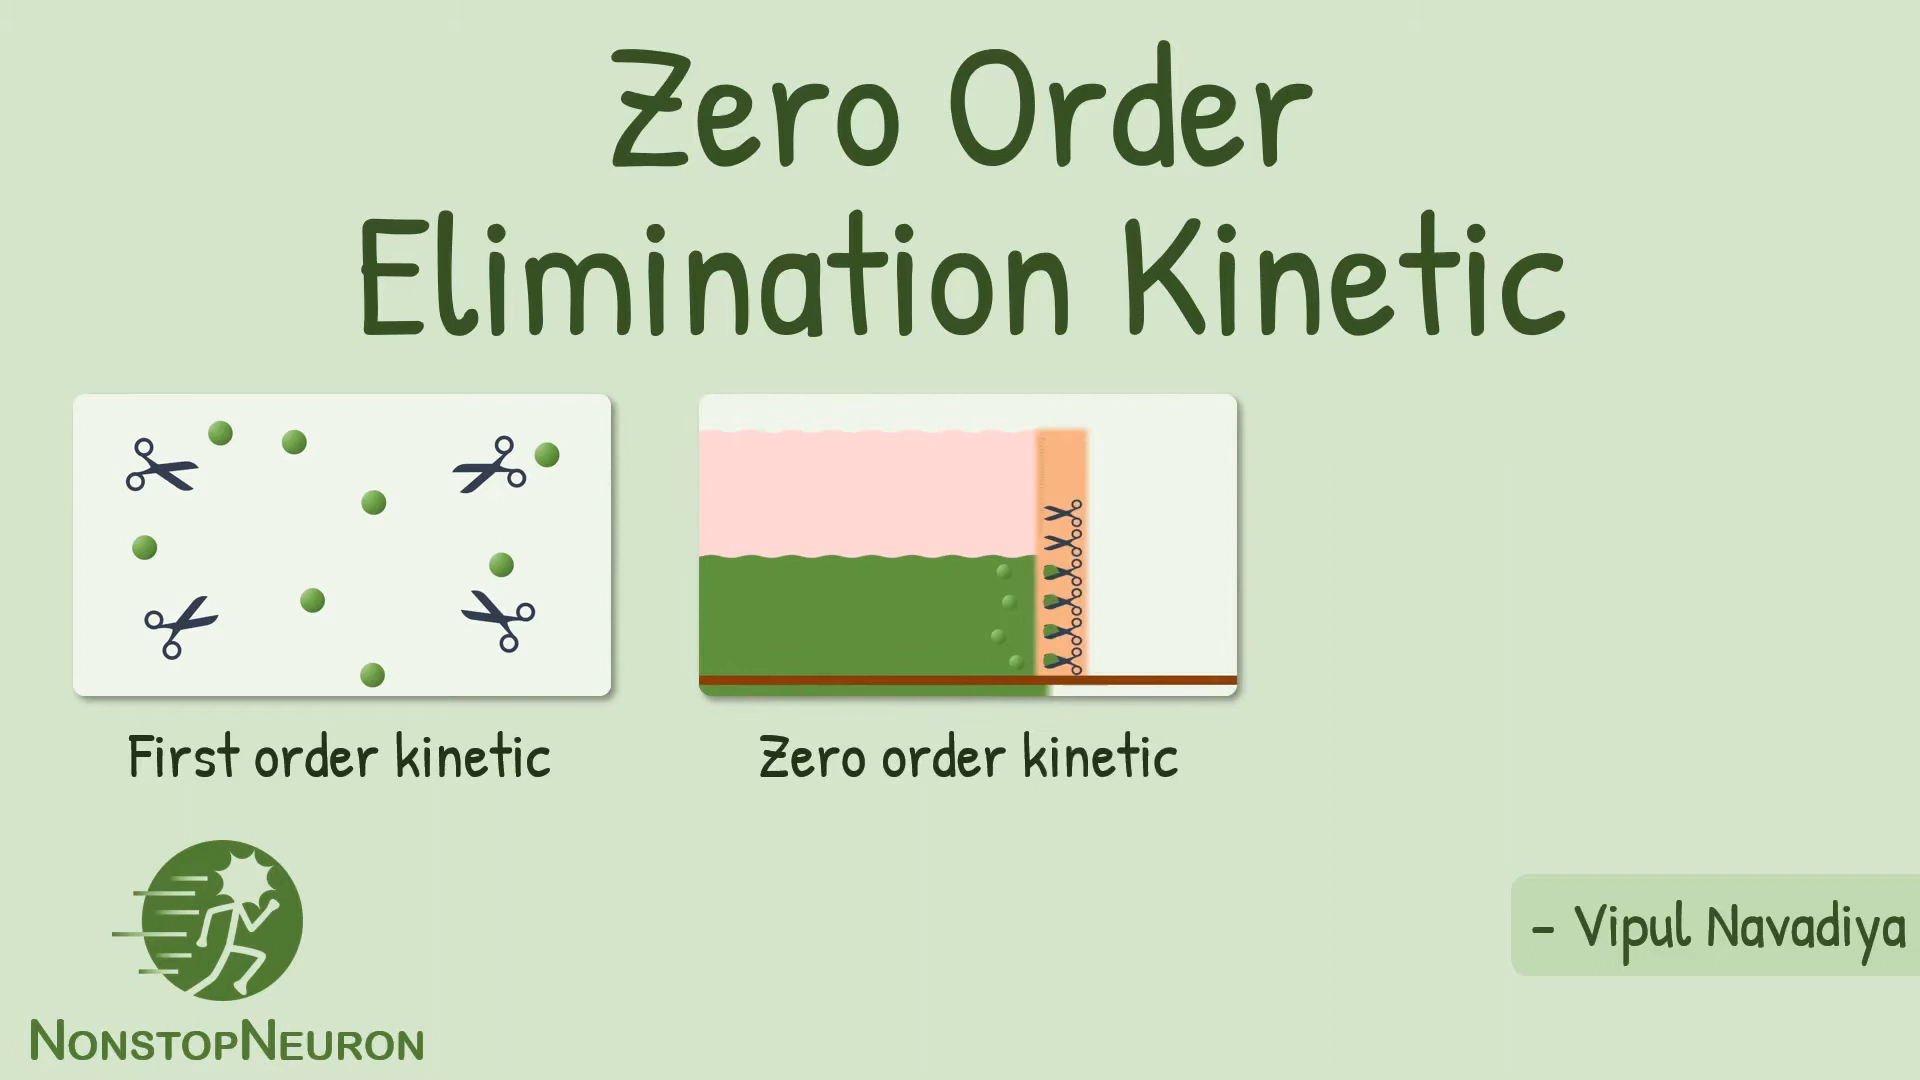 Zero Order
Elimination Kinetic
First order kinetic
Zero order kinetic
- Vipul Navadiya
NonstopNeuron